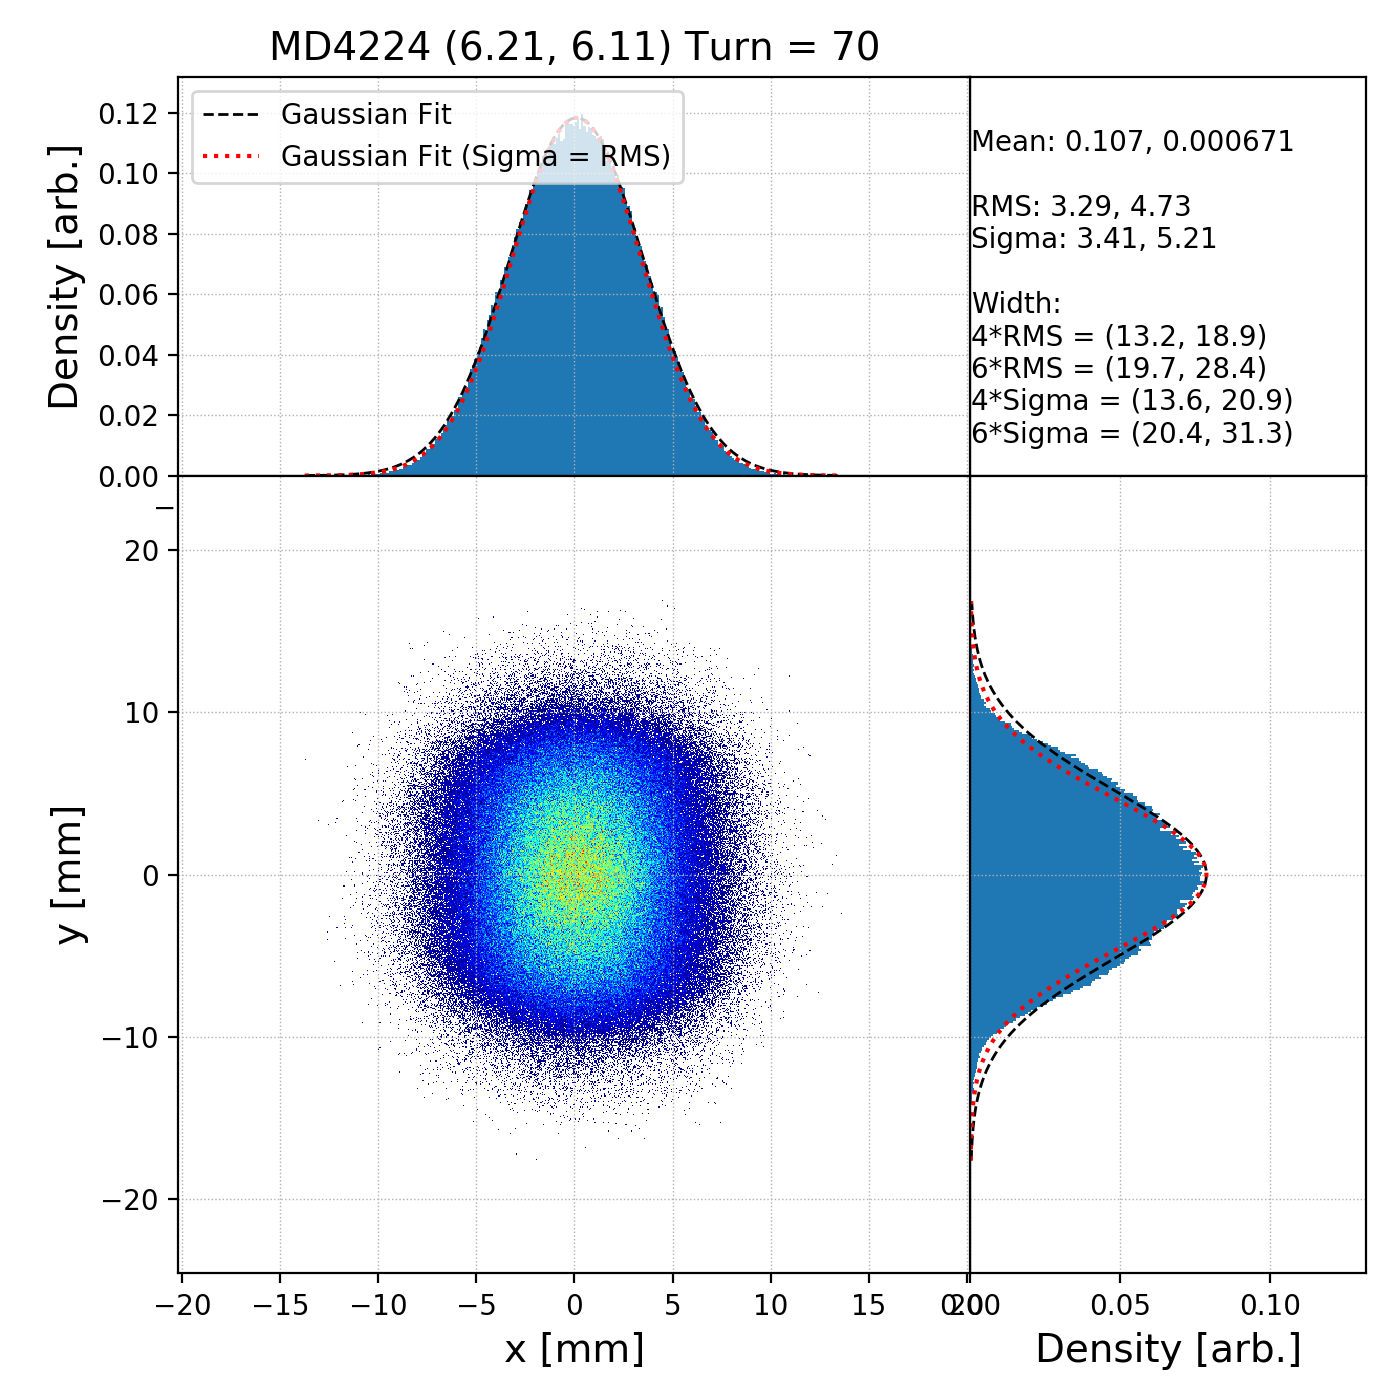 MD4224 (6.21, 6.11) Turn = 70
Gaussian Fit
Gaussian Fit (Sigma = RMS)
0.12
0.10
0.08
0.06
0.04
0.02
0.00
Density [arb.]
Mean: 0.107, 0.000671
RMS: 3.29, 4.73
Sigma: 3.41, 5.21
Width:
4*RMS = (13.2, 18.9)
6*RMS = (19.7, 28.4)
4*Sigma = (13.6, 20.9)
6*Sigma = (20.4, 31.3)
−
20
10
0
−10
−20
y [mm]
−20 −15 −10 −5 0 5 10 15 20
x [mm]
0.00 0.05 0.10
Density [arb.]